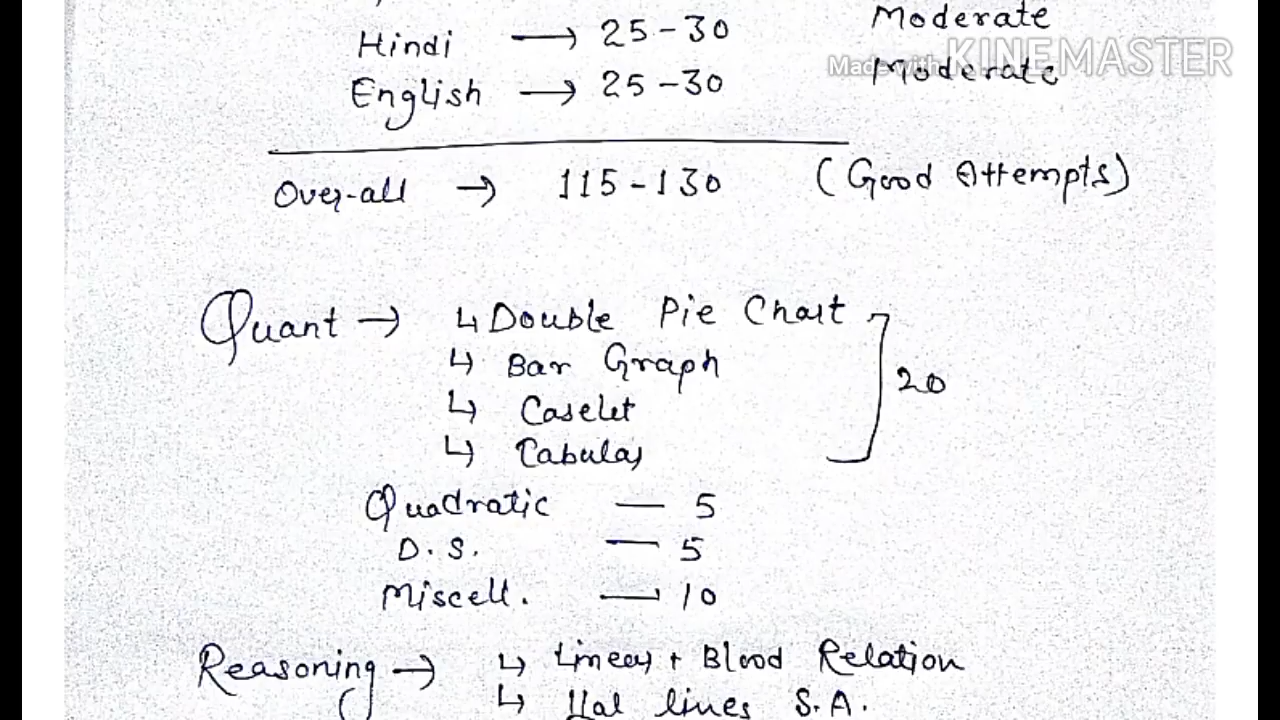 Moderate
Hindi → 25-30
Made with KINEMASTER
English → 25-30 Moderate
Over-all → 115-130 (Good Attempts)
Quant → ↳ Double Pie Chart
↳ Bar Graph
20
↳ Caselet
↳ Tabular
Quadratic — 5
D.S. — 5
Miscell. — 10
Reasoning → ↳ Linear + Blood Relation
↳ lines S.A.